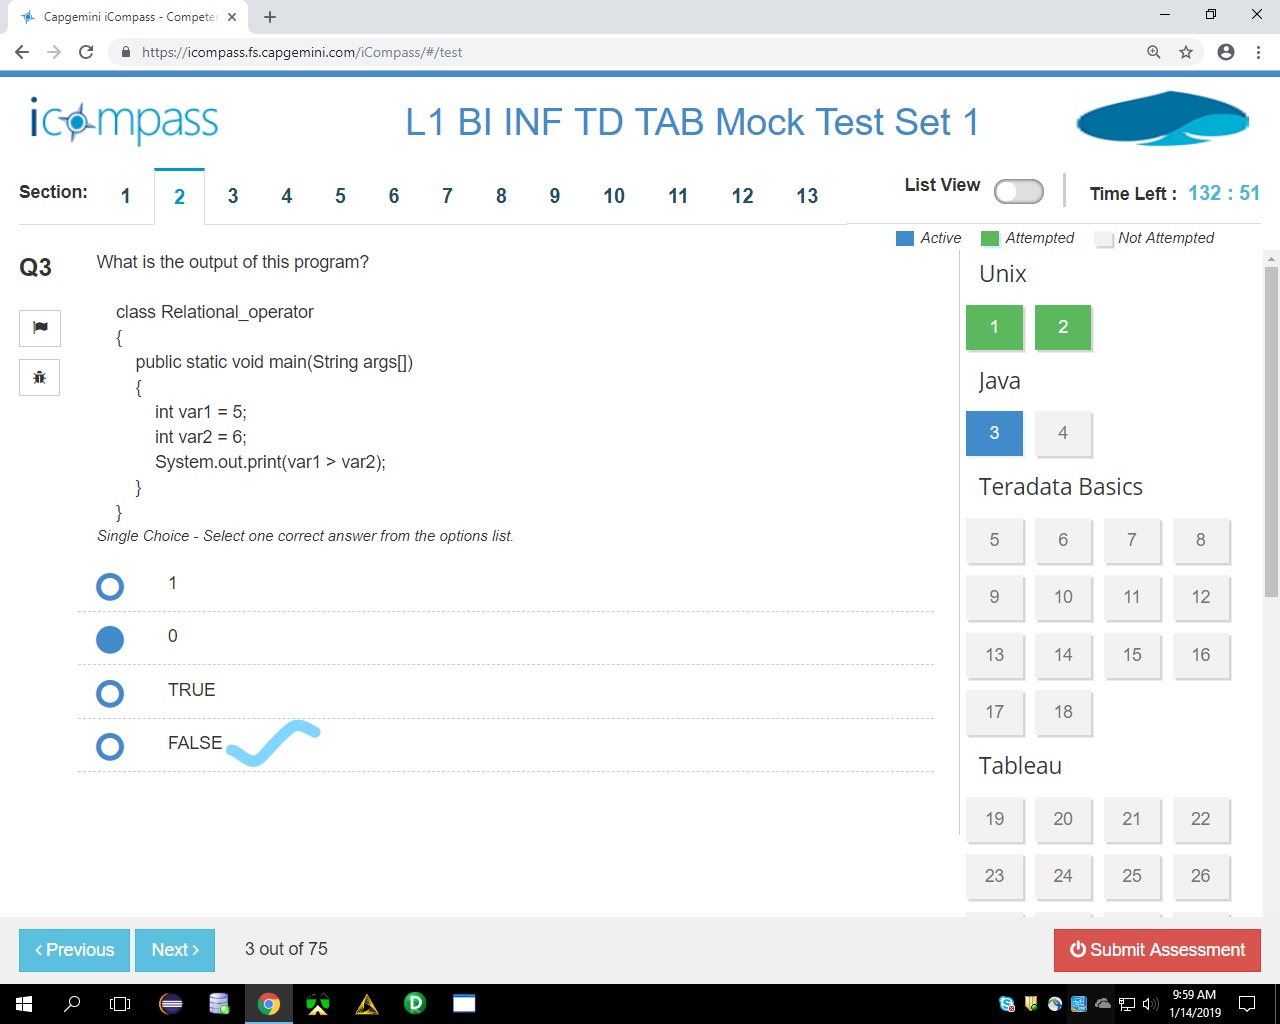 Capgemini iCompass - Compete
https://icompass.fs.capgemini.com/iCompass/#/test
icompass
L1 BI INF TD TAB Mock Test Set 1
Section: 1 2 3 4 5 6 7 8 9 10 11 12 13
List View
Time Left : 132 : 51
Active Attempted Not Attempted
Q3
What is the output of this program?
class Relational_operator
{
public static void main(String args[])
{
int var1 = 5;
int var2 = 6;
System.out.print(var1 > var2);
}
}
Single Choice - Select one correct answer from the options list.
1
0
TRUE
FALSE
Unix
1 2
Java
3 4
Teradata Basics
5 6 7 8
9 10 11 12
13 14 15 16
17 18
Tableau
19 20 21 22
23 24 25 26
Previous Next 3 out of 75
Submit Assessment
9:59 AM
1/14/2019